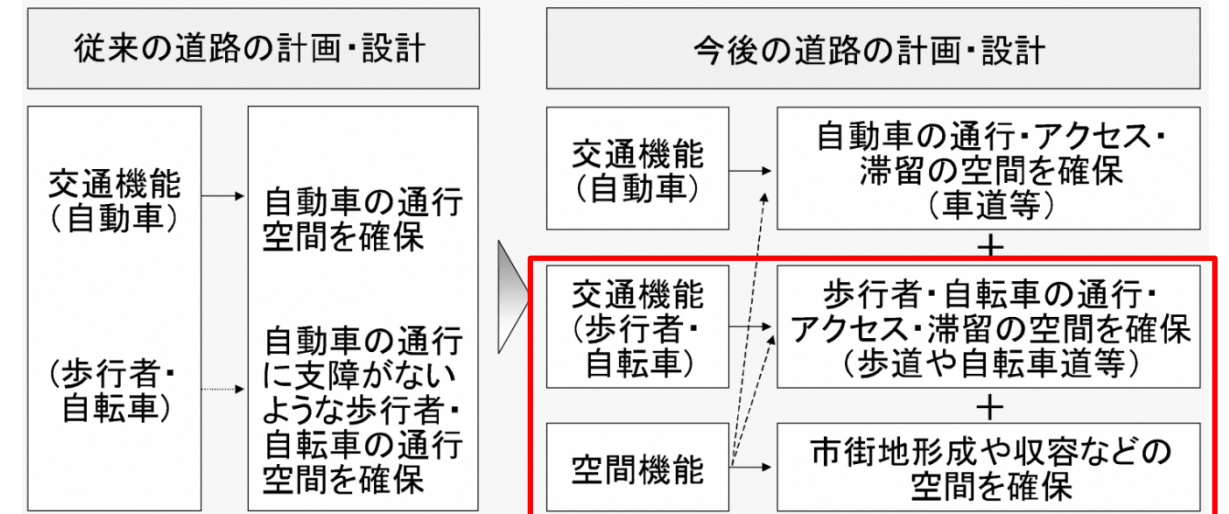 従来の道路の計画・設計
交通機能
(自動車)
自動車の通行
空間を確保
(歩行者・
自転車)
自動車の通行
に支障がない
ような歩行者・
自転車の通行
空間を確保
今後の道路の計画・設計
交通機能
(自動車)
自動車の通行・アクセス・
滞留の空間を確保
(車道等)
+
交通機能
(歩行者・
自転車)
歩行者・自転車の通行・
アクセス・滞留の空間を確保
(歩道や自転車道等)
+
空間機能
市街地形成や収容などの
空間を確保